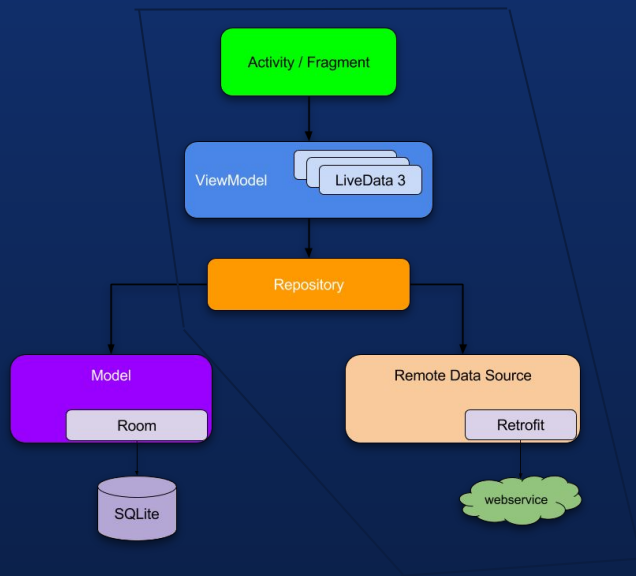 Activity / Fragment
ViewModel
LiveData 3
Repository
Model
Remote Data Source
Room
Retrofit
SQLite
webservice